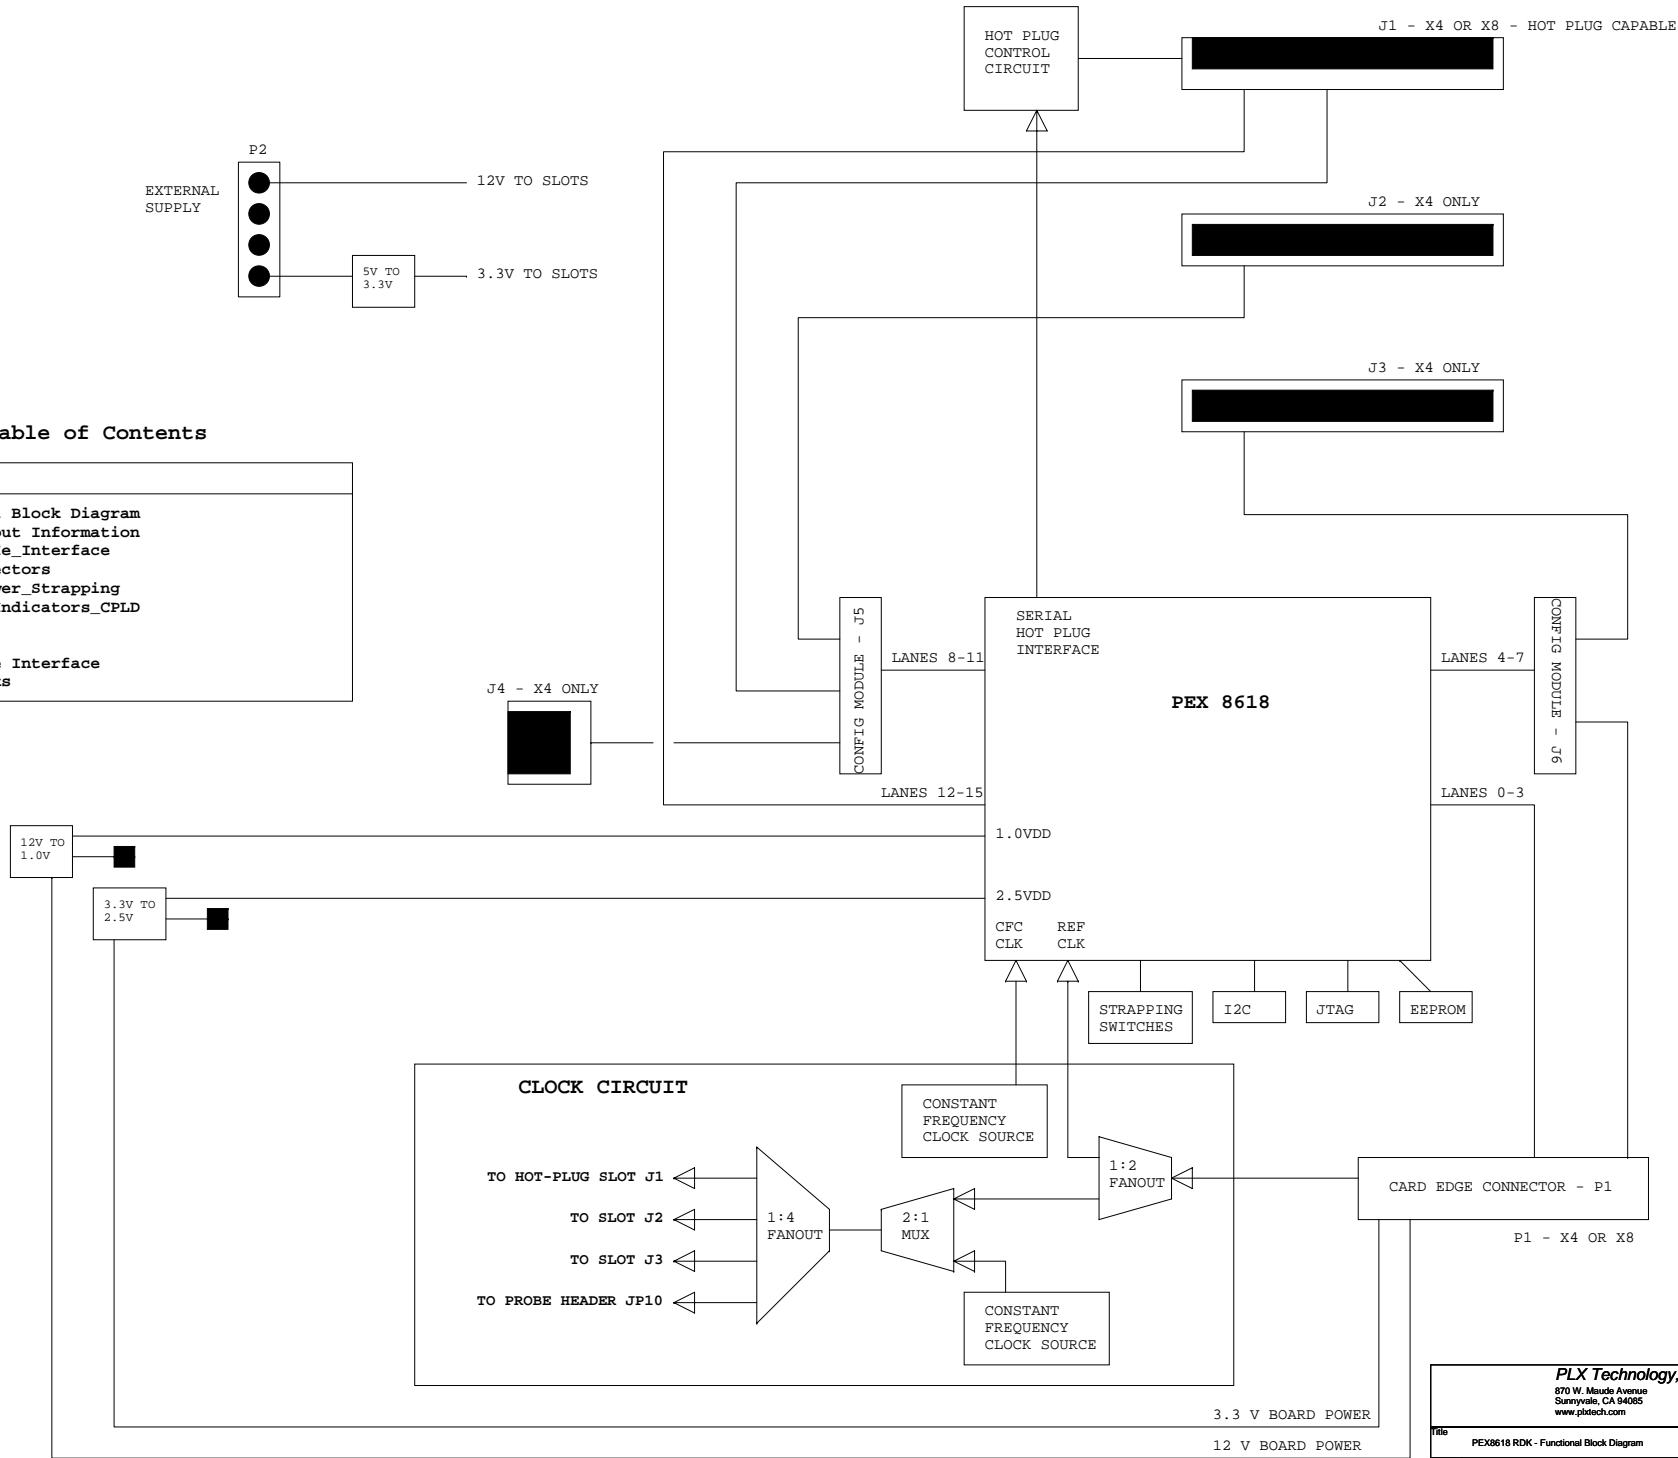 HOT PLUG
CONTROL
CIRCUIT
J1 - X4 OR X8 - HOT PLUG CAPABLE
P2
EXTERNAL
SUPPLY
12V TO SLOTS
5V TO
3.3V
3.3V TO SLOTS
J2 - X4 ONLY
J3 - X4 ONLY
able of Contents
Block Diagram
out Information
e_Interface
ectors
er_Strapping
Indicators_CPLD
Interface
s
J4 - X4 ONLY
CONFIG MODULE - J5
LANES 8-11
LANES 12-15
SERIAL
HOT PLUG
INTERFACE
PEX 8618
LANES 4-7
LANES 0-3
CONFIG MODULE - J6
12V TO
1.0V
1.0VDD
3.3V TO
2.5V
2.5VDD
CFC
CLK
REF
CLK
STRAPPING
SWITCHES
I2C
JTAG
EEPROM
CLOCK CIRCUIT
CONSTANT
FREQUENCY
CLOCK SOURCE
TO HOT-PLUG SLOT J1
TO SLOT J2
TO SLOT J3
TO PROBE HEADER JP10
1:4
FANOUT
2:1
MUX
1:2
FANOUT
CONSTANT
FREQUENCY
CLOCK SOURCE
CARD EDGE CONNECTOR - P1
P1 - X4 OR X8
3.3 V BOARD POWER
12 V BOARD POWER
PLX Technology,
870 W. Maude Avenue
Sunnyvale, CA 94085
www.plxtech.com
Title
PEX8618 RDK - Functional Block Diagram